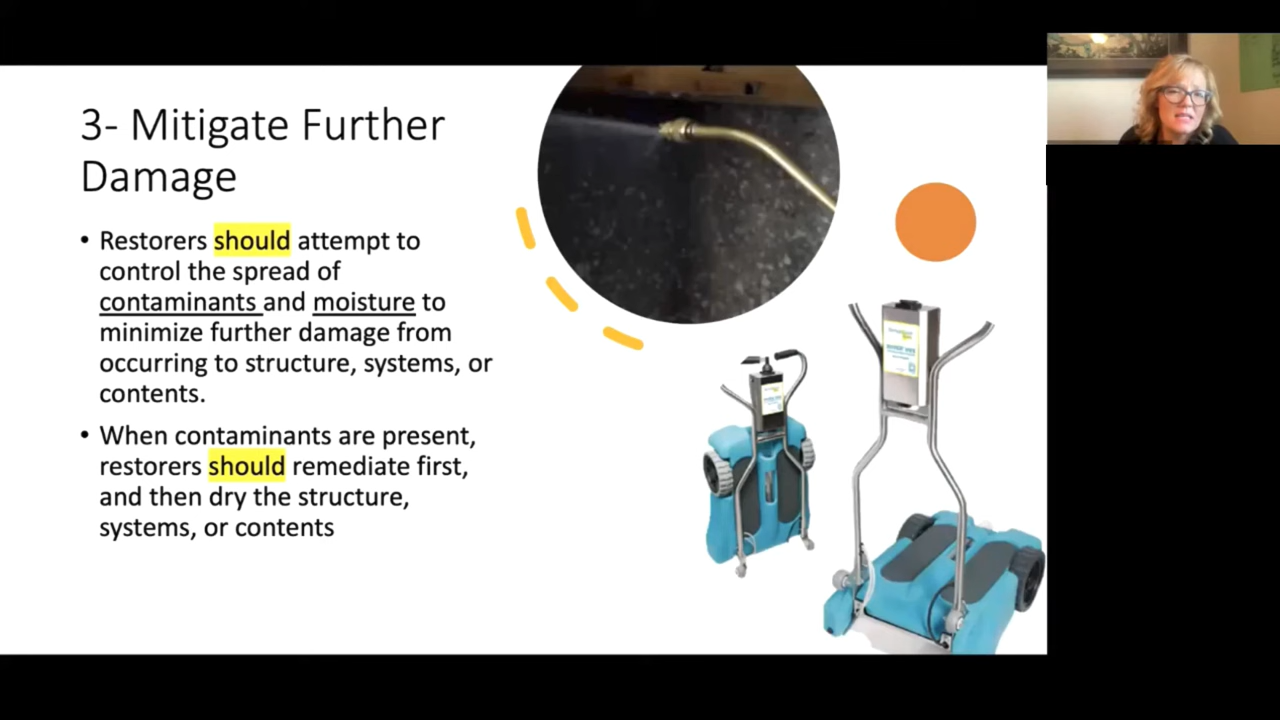 3- Mitigate Further
Damage
• Restorers should attempt to
control the spread of
contaminants and moisture to
minimize further damage from
occurring to structure, systems, or
contents.
• When contaminants are present,
restorers should remediate first,
and then dry the structure,
systems, or contents